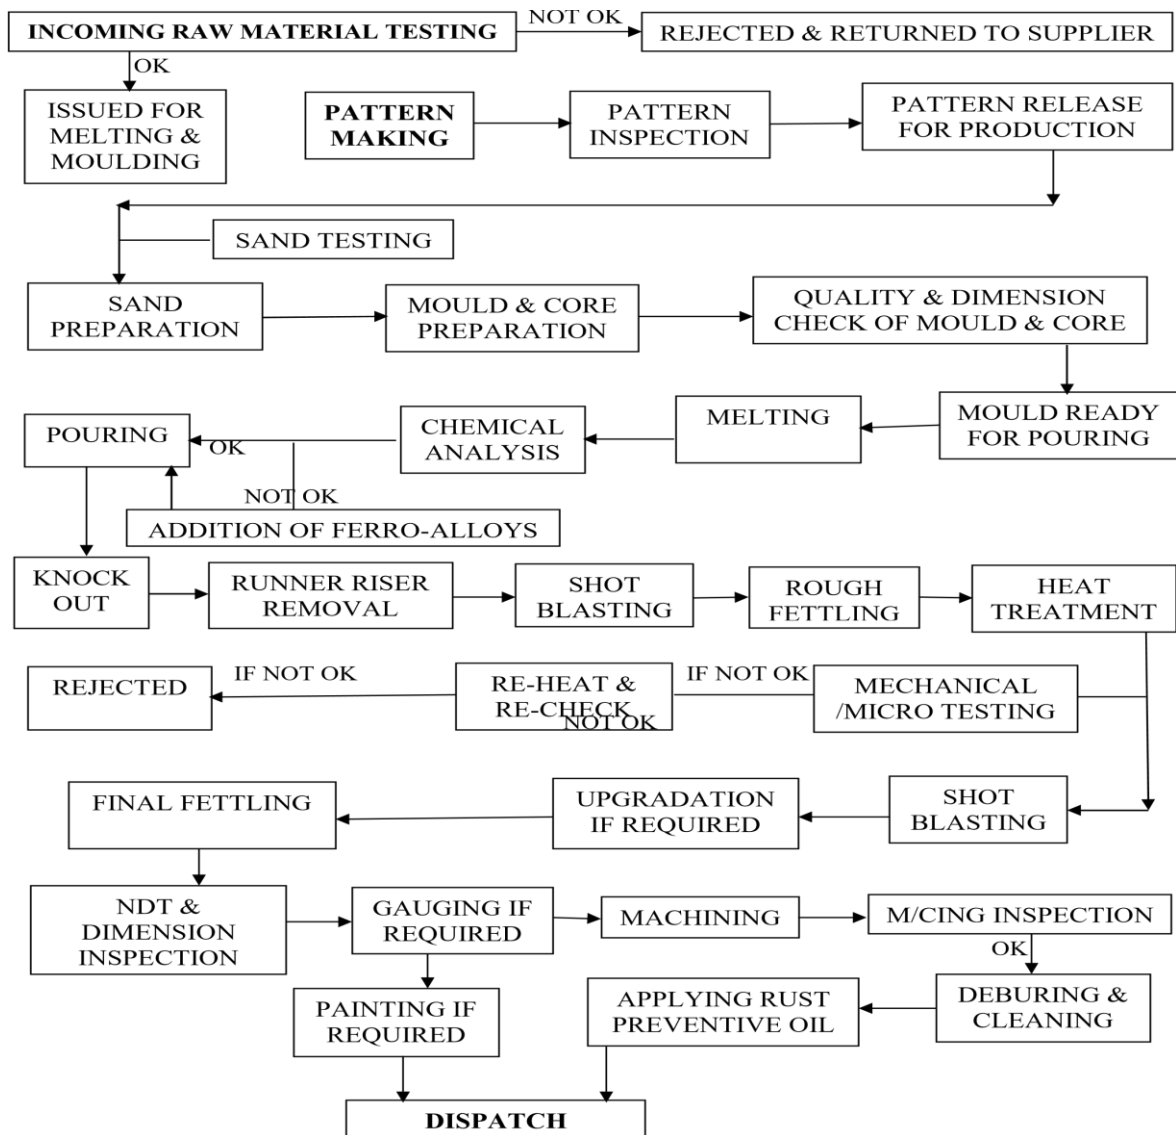 INCOMING RAW MATERIAL TESTING
NOT OK
REJECTED & RETURNED TO SUPPLIER
OK
ISSUED FOR
MELTING &
MOULDING
PATTERN
MAKING
PATTERN
INSPECTION
PATTERN RELEASE
FOR PRODUCTION
SAND TESTING
SAND
PREPARATION
MOULD & CORE
PREPARATION
QUALITY & DIMENSION
CHECK OF MOULD & CORE
POURING
OK
CHEMICAL
ANALYSIS
MELTING
MOULD READY
FOR POURING
NOT OK
ADDITION OF FERRO-ALLOYS
KNOCK
OUT
RUNNER RISER
REMOVAL
SHOT
BLASTING
ROUGH
FETTLING
HEAT
TREATMENT
REJECTED
IF NOT OK
RE-HEAT &
RE-CHECK
NOT OK
IF NOT OK
MECHANICAL
/MICRO TESTING
FINAL FETTLING
UPGRADATION
IF REQUIRED
SHOT
BLASTING
NDT &
DIMENSION
INSPECTION
GAUGING IF
REQUIRED
MACHINING
M/CING INSPECTION
OK
PAINTING IF
REQUIRED
APPLYING RUST
PREVENTIVE OIL
DEBURING &
CLEANING
DISPATCH